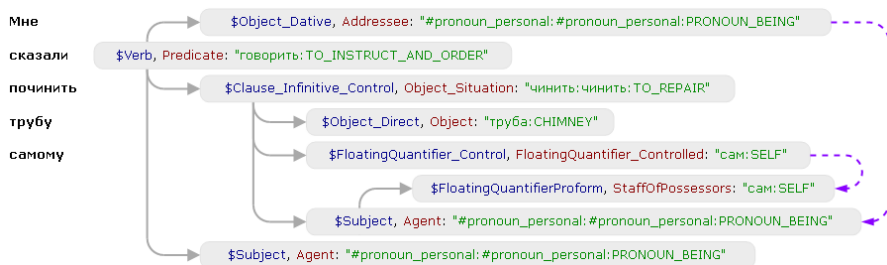 Мне $Object_Dative, Addressee: "#pronoun_personal:#pronoun_personal:PRONOUN_BEING"
сказали $Verb, Predicate: "говорить:TO_INSTRUCT_AND_ORDER"
починить $Clause_Infinitive_Control, Object_Situation: "чинить:чинить:TO_REPAIR"
трубу $Object_Direct, Object: "труба:CHIMNEY"
самому $FloatingQuantifier_Control, FloatingQuantifier_Controlled: "сам:SELF"
$FloatingQuantifierProform, StaffOfPossessors: "сам:SELF"
$Subject, Agent: "#pronoun_personal:#pronoun_personal:PRONOUN_BEING"
$Subject, Agent: "#pronoun_personal:#pronoun_personal:PRONOUN_BEING"